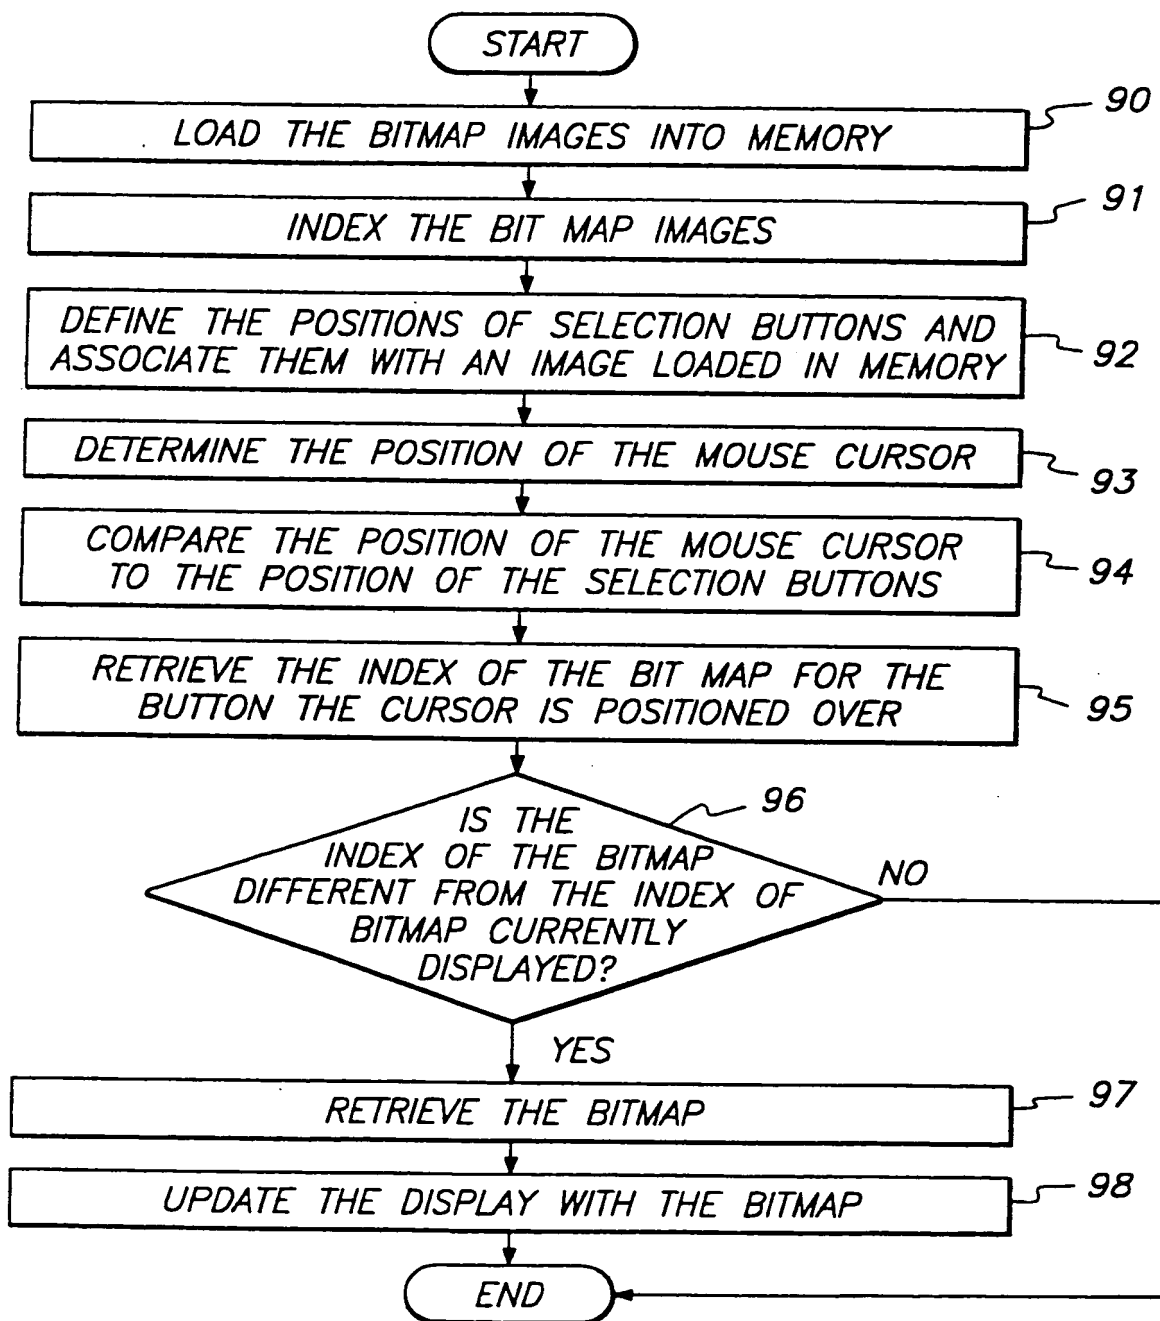 START
LOAD THE BITMAP IMAGES INTO MEMORY
90
INDEX THE BIT MAP IMAGES
91
DEFINE THE POSITIONS OF SELECTION BUTTONS AND
ASSOCIATE THEM WITH AN IMAGE LOADED IN MEMORY
92
DETERMINE THE POSITION OF THE MOUSE CURSOR
93
COMPARE THE POSITION OF THE MOUSE CURSOR
TO THE POSITION OF THE SELECTION BUTTONS
94
RETRIEVE THE INDEX OF THE BIT MAP FOR THE
BUTTON THE CURSOR IS POSITIONED OVER
95
96
IS THE
INDEX OF THE BITMAP
DIFFERENT FROM THE INDEX OF
BITMAP CURRENTLY
DISPLAYED?
NO
YES
RETRIEVE THE BITMAP
97
UPDATE THE DISPLAY WITH THE BITMAP
98
END